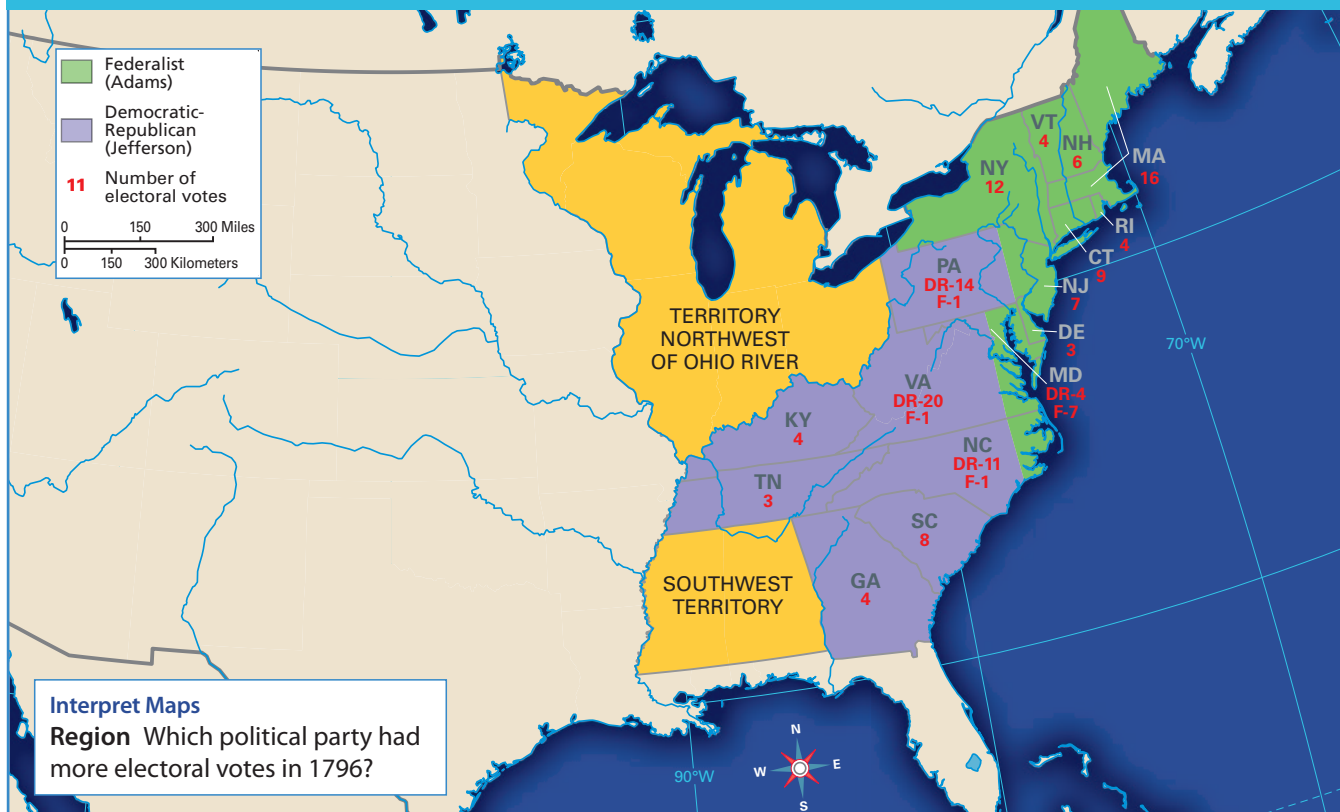 Federalist
(Adams)
Democratic-
Republican
(Jefferson)
11 Number of
electoral votes
0 150 300 Miles
0 150 300 Kilometers
VT
4
NH
6
MA
16
NY
12
RI
4
CT
9
PA
DR-14
F-1
NJ
7
DE
3
MD
DR-4
F-7
TERRITORY
NORTHWEST
OF OHIO RIVER
70°W
VA
DR-20
F-1
KY
4
NC
DR-11
F-1
TN
3
SC
8
SOUTHWEST
TERRITORY
GA
4
Interpret Maps
Region Which political party had
more electoral votes in 1796?
90°W
N
W E
S